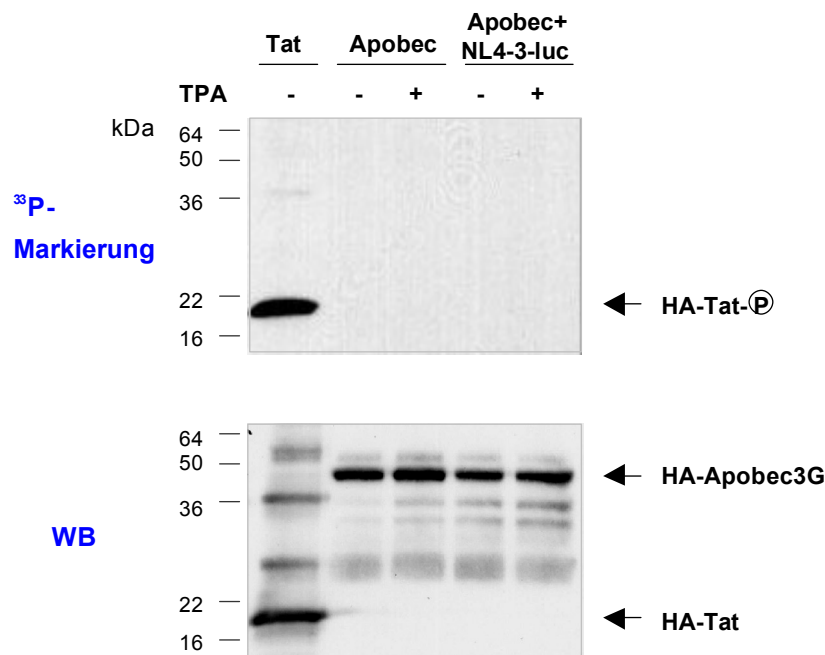 Tat Apobec Apobec+
NL4-3-luc
TPA - - + - +
kDa
64
50
36
22
16
³³P-
Markierung
HA-Tat-Ⓟ
64
50
36
22
16
WB
HA-Apobec3G
HA-Tat